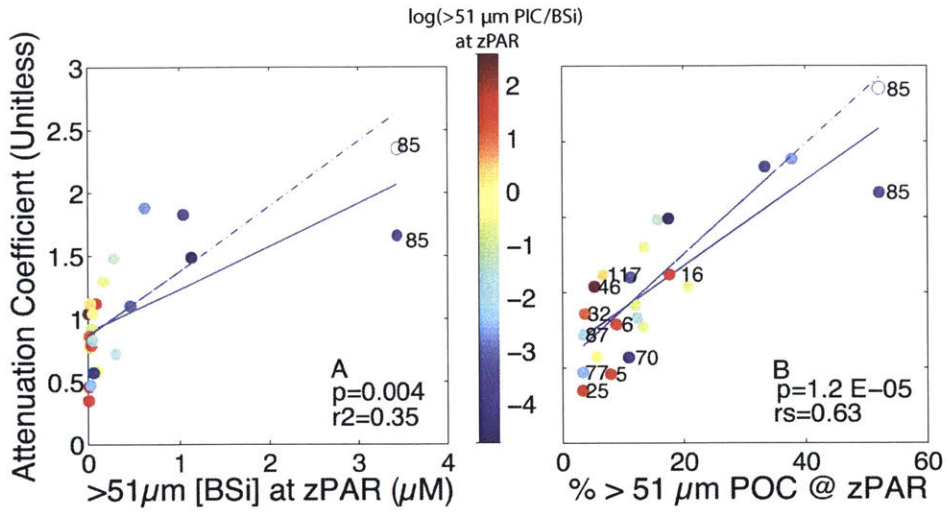 log(>51 µm PIC/BSi)
at zPAR
Attenuation Coefficient (Unitless)
3
2.5
2
1.5
1
0.5
0
85
85
A
p=0.004
r2=0.35
0 1 2 3 4
>51µm [BSi] at zPAR (µM)
2
1
0
−1
−2
−3
−4
85
85
117
16
46
32
6
87
70
77
5
25
B
p=1.2 E−05
rs=0.63
0 20 40 60
% > 51 µm POC @ zPAR